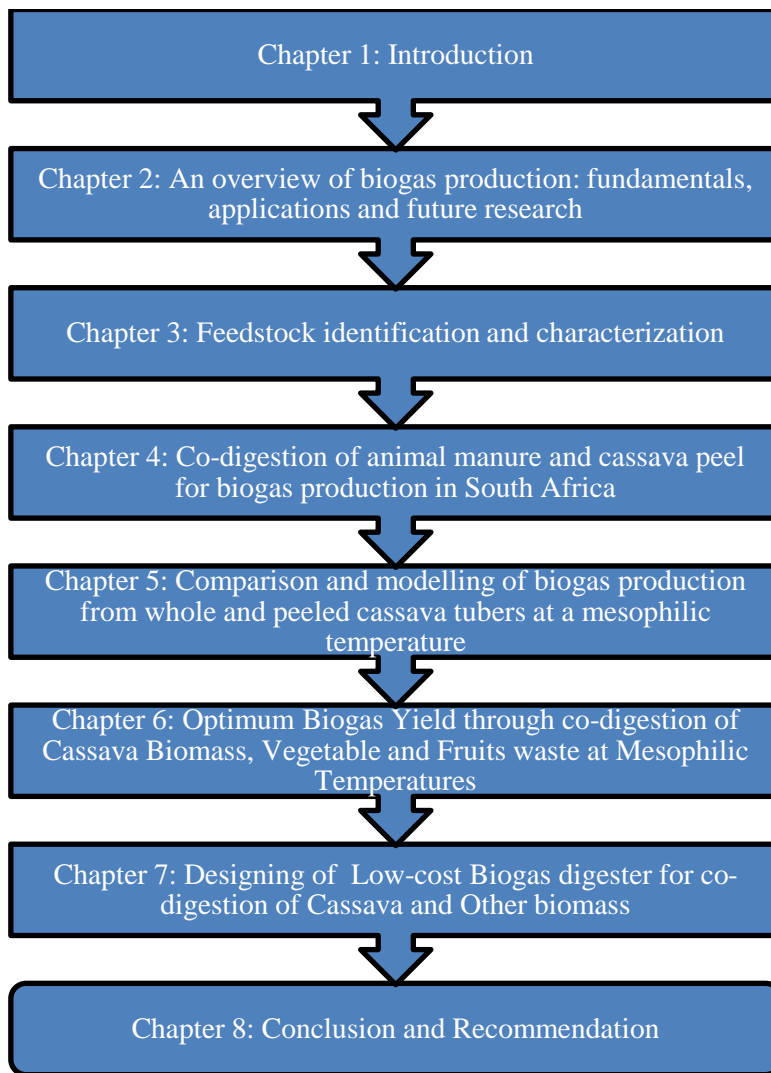 Chapter 1: Introduction
Chapter 2: An overview of biogas production: fundamentals,
applications and future research
Chapter 3: Feedstock identification and characterization
Chapter 4: Co-digestion of animal manure and cassava peel
for biogas production in South Africa
Chapter 5: Comparison and modelling of biogas production
from whole and peeled cassava tubers at a mesophilic
temperature
Chapter 6: Optimum Biogas Yield through co-digestion of
Cassava Biomass, Vegetable and Fruits waste at Mesophilic
Temperatures
Chapter 7: Designing of Low-cost Biogas digester for co-
digestion of Cassava and Other biomass
Chapter 8: Conclusion and Recommendation